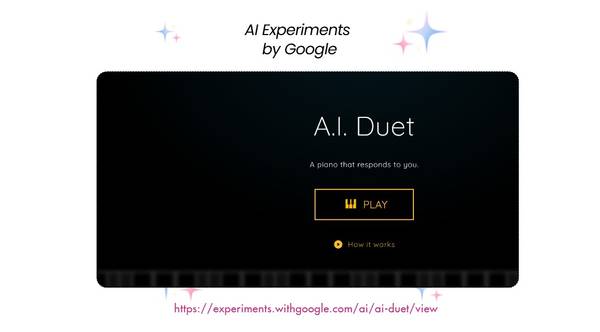 AI Experiments
by Google
A.I. Duet
A piano that responds to you.
PLAY
How it works
https://experiments.withgoogle.com/ai/ai-duet/view